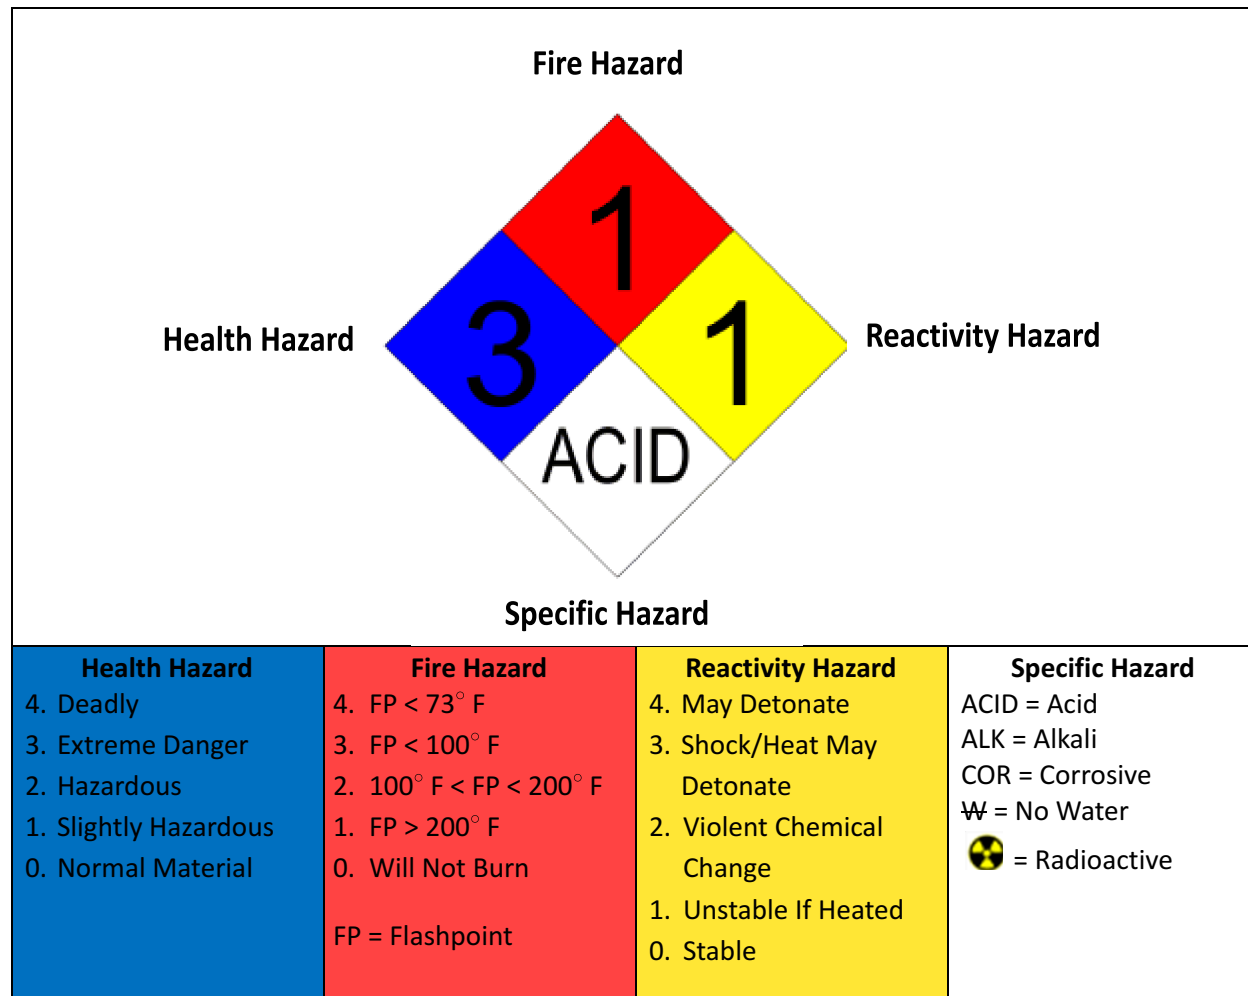 Fire Hazard
1
Health Hazard
3
1
Reactivity Hazard
ACID
Specific Hazard
Health Hazard
4. Deadly
3. Extreme Danger
2. Hazardous
1. Slightly Hazardous
0. Normal Material
Fire Hazard
4. FP < 73° F
3. FP < 100° F
2. 100° F < FP < 200° F
1. FP > 200° F
0. Will Not Burn
FP = Flashpoint
Reactivity Hazard
4. May Detonate
3. Shock/Heat May
Detonate
2. Violent Chemical
Change
1. Unstable If Heated
0. Stable
Specific Hazard
ACID = Acid
ALK = Alkali
COR = Corrosive
W̶ = No Water
= Radioactive